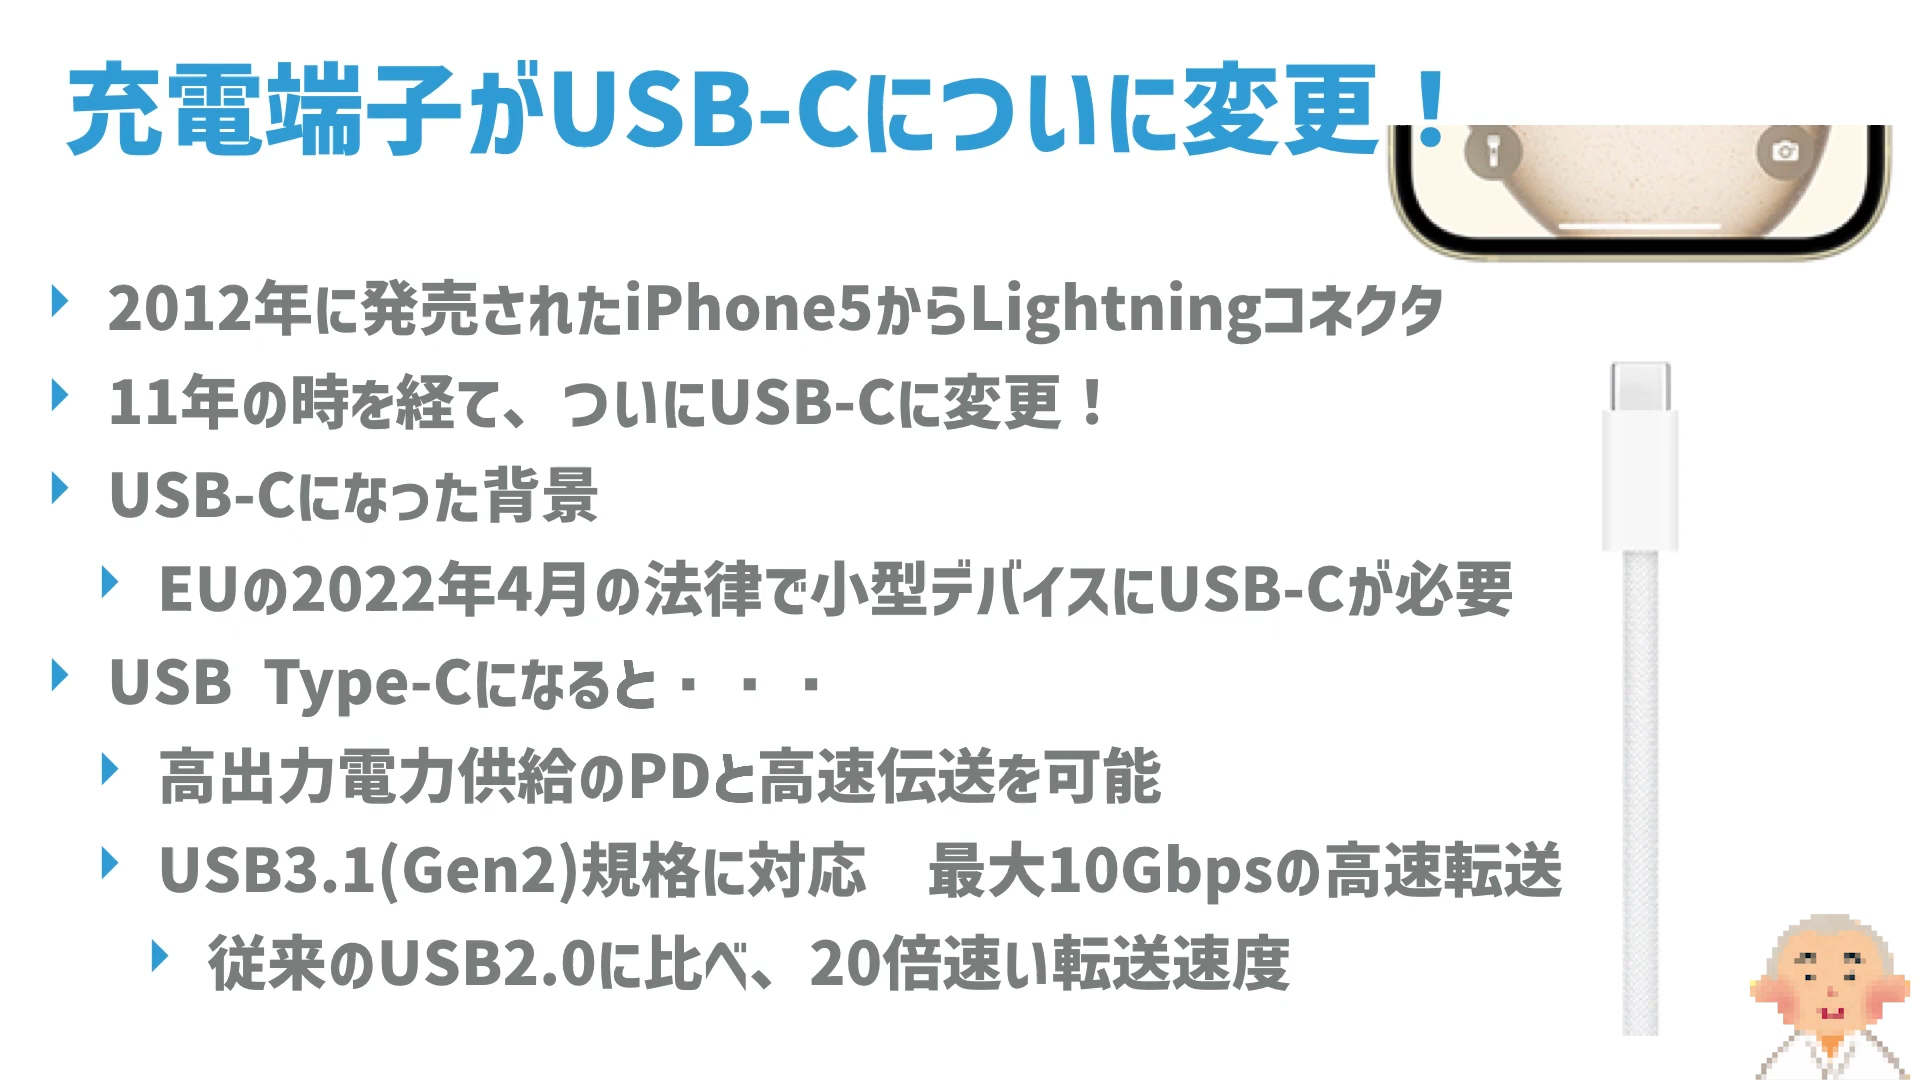 充電端子がUSB-Cについに変更！
2012年に発売されたiPhone5からLightningコネクタ
11年の時を経て、ついにUSB-Cに変更！
USB-Cになった背景
EUの2022年4月の法律で小型デバイスにUSB-Cが必要
USB Type-Cになると・・・
高出力電力供給のPDと高速伝送を可能
USB3.1(Gen2)規格に対応　最大10Gbpsの高速転送
従来のUSB2.0に比べ、20倍速い転送速度